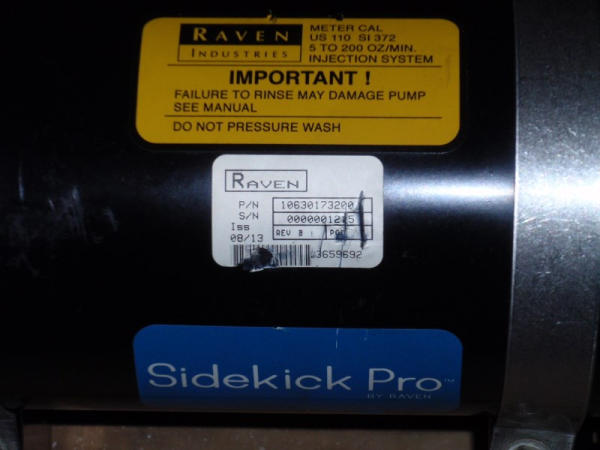 RAVEN
INDUSTRIES
METER CAL
US 110 SI 372
5 TO 200 OZ/MIN.
INJECTION SYSTEM
IMPORTANT !
FAILURE TO RINSE MAY DAMAGE PUMP
SEE MANUAL
DO NOT PRESSURE WASH
RAVEN
P/N 10630173200
S/N
Iss
REV B
08/13
3659692
Sidekick Pro™
BY RAVEN